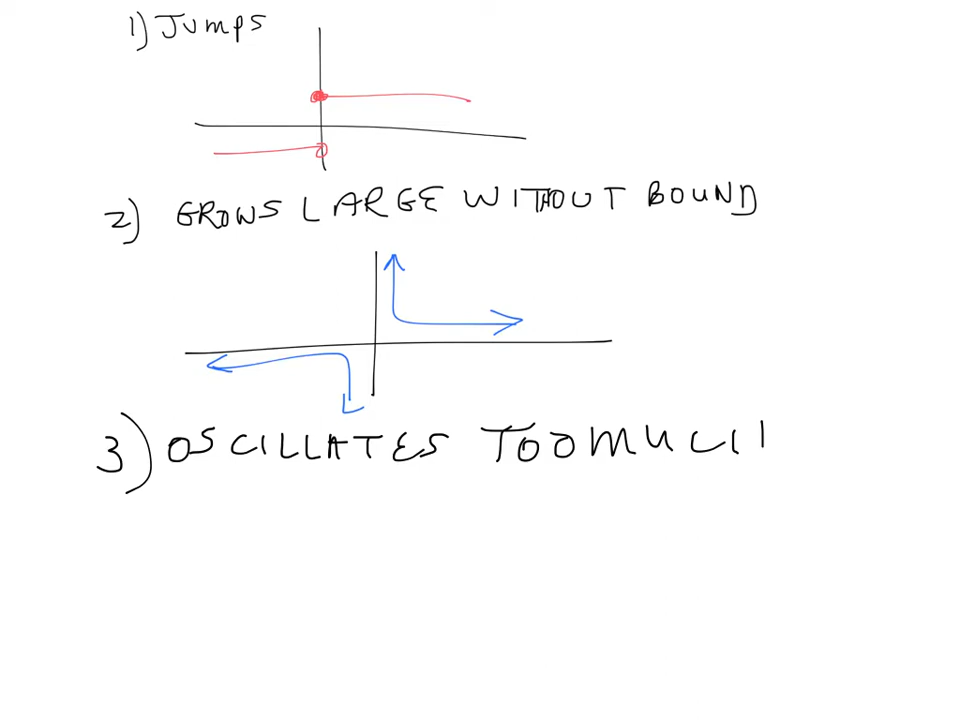 1) Jumps
2) GROWS LARGE WITHOUT BOUND
3) OSCILLATES TOO MUCH